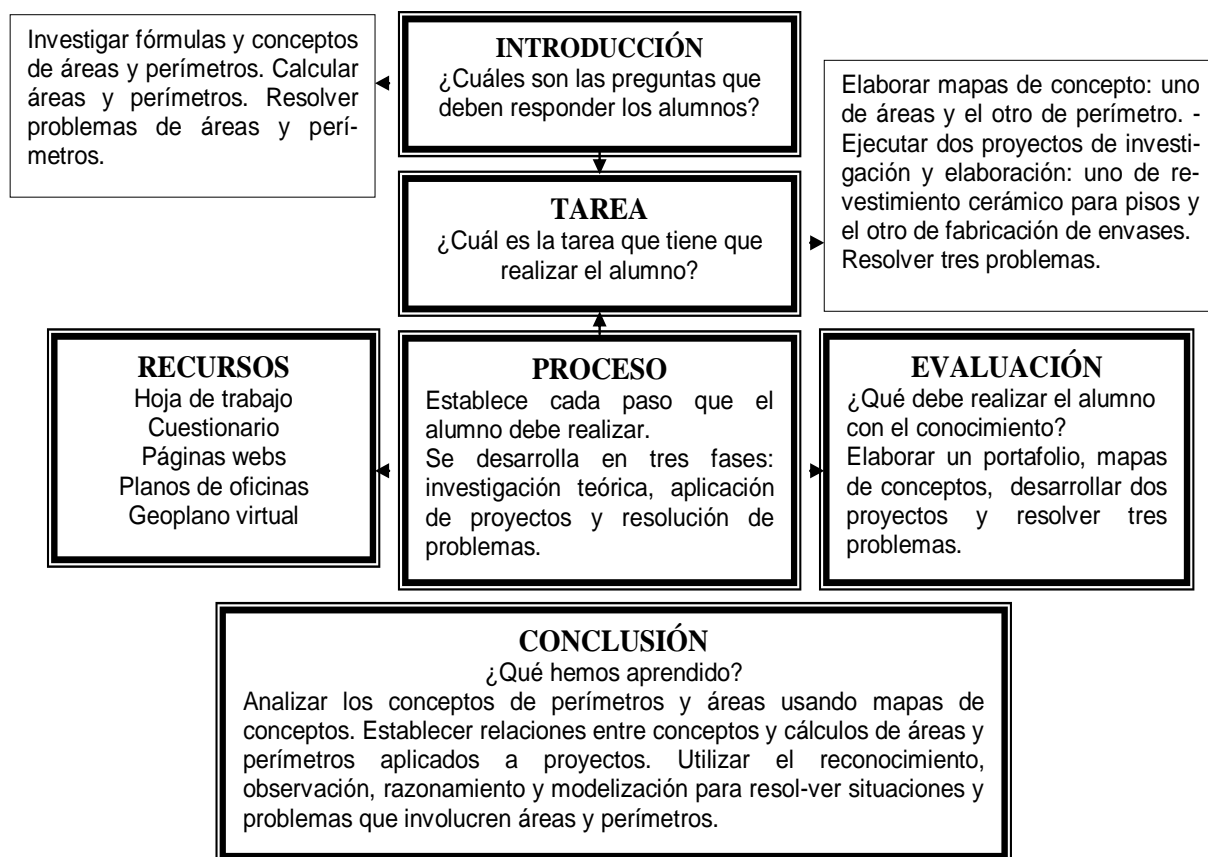 Investigar fórmulas y conceptos
de áreas y perímetros. Calcular
áreas y perímetros. Resolver
problemas de áreas y perí-
metros.
INTRODUCCIÓN
¿Cuáles son las preguntas que
deben responder los alumnos?
Elaborar mapas de concepto: uno
de áreas y el otro de perímetro. -
Ejecutar dos proyectos de investi-
gación y elaboración: uno de re-
vestimiento cerámico para pisos y
el otro de fabricación de envases.
Resolver tres problemas.
TAREA
¿Cuál es la tarea que tiene que
realizar el alumno?
RECURSOS
Hoja de trabajo
Cuestionario
Páginas webs
Planos de oficinas
Geoplano virtual
PROCESO
Establece cada paso que el
alumno debe realizar.
Se desarrolla en tres fases:
investigación teórica, aplicación
de proyectos y resolución de
problemas.
EVALUACIÓN
¿Qué debe realizar el alumno
con el conocimiento?
Elaborar un portafolio, mapas
de conceptos, desarrollar dos
proyectos y resolver tres
problemas.
CONCLUSIÓN
¿Qué hemos aprendido?
Analizar los conceptos de perímetros y áreas usando mapas de
conceptos. Establecer relaciones entre conceptos y cálculos de áreas y
perímetros aplicados a proyectos. Utilizar el reconocimiento,
observación, razonamiento y modelización para resol-ver situaciones y
problemas que involucren áreas y perímetros.